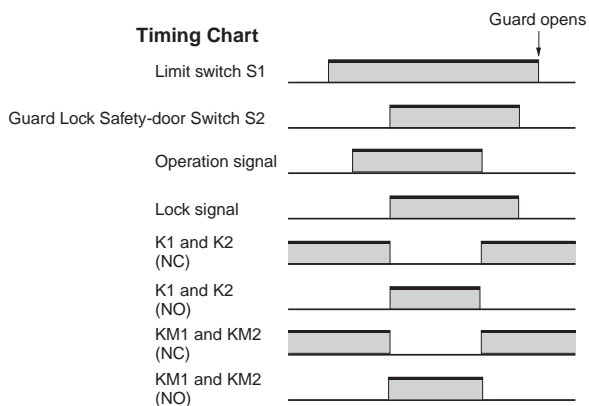 Guard opens
Timing Chart
Limit switch S1
Guard Lock Safety-door Switch S2
Operation signal
Lock signal
K1 and K2
(NC)
K1 and K2
(NO)
KM1 and KM2
(NC)
KM1 and KM2
(NO)